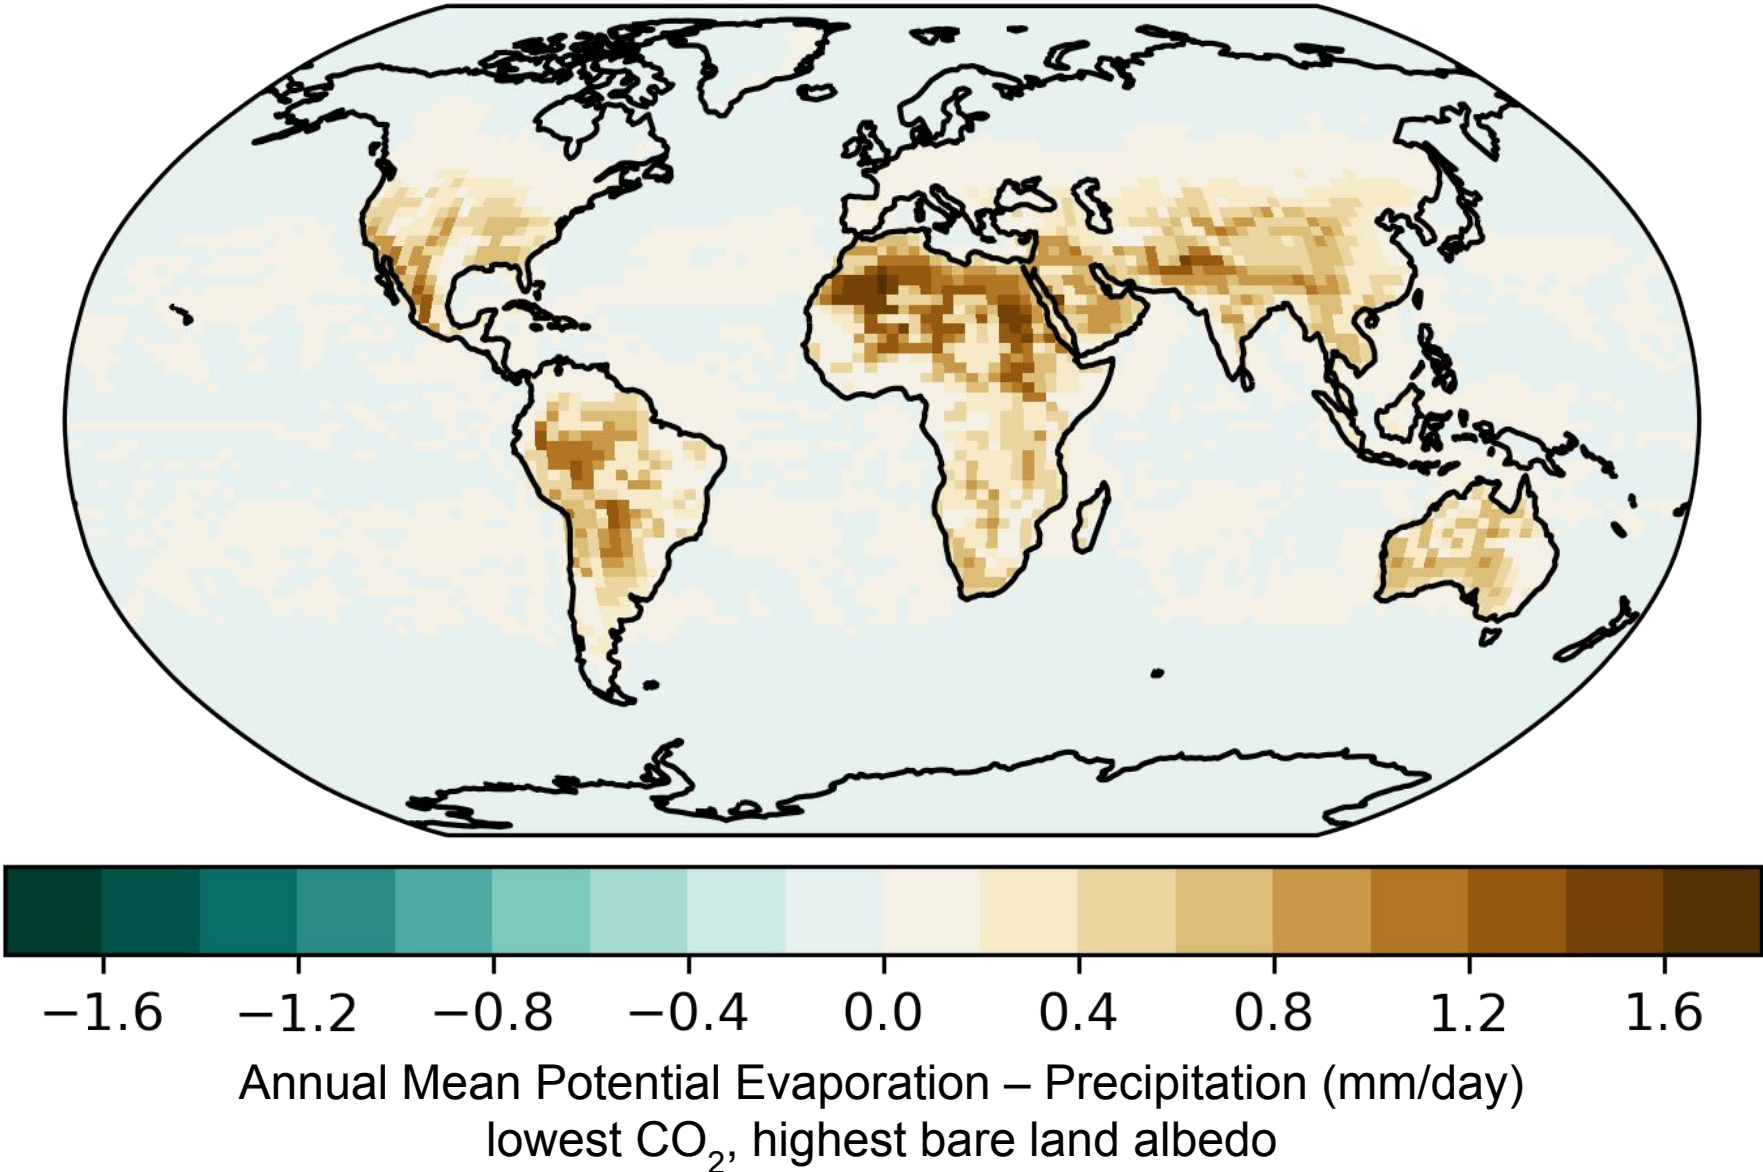 −1.6 −1.2 −0.8 −0.4 0.0 0.4 0.8 1.2 1.6
Annual Mean Potential Evaporation – Precipitation (mm/day)
lowest CO₂, highest bare land albedo